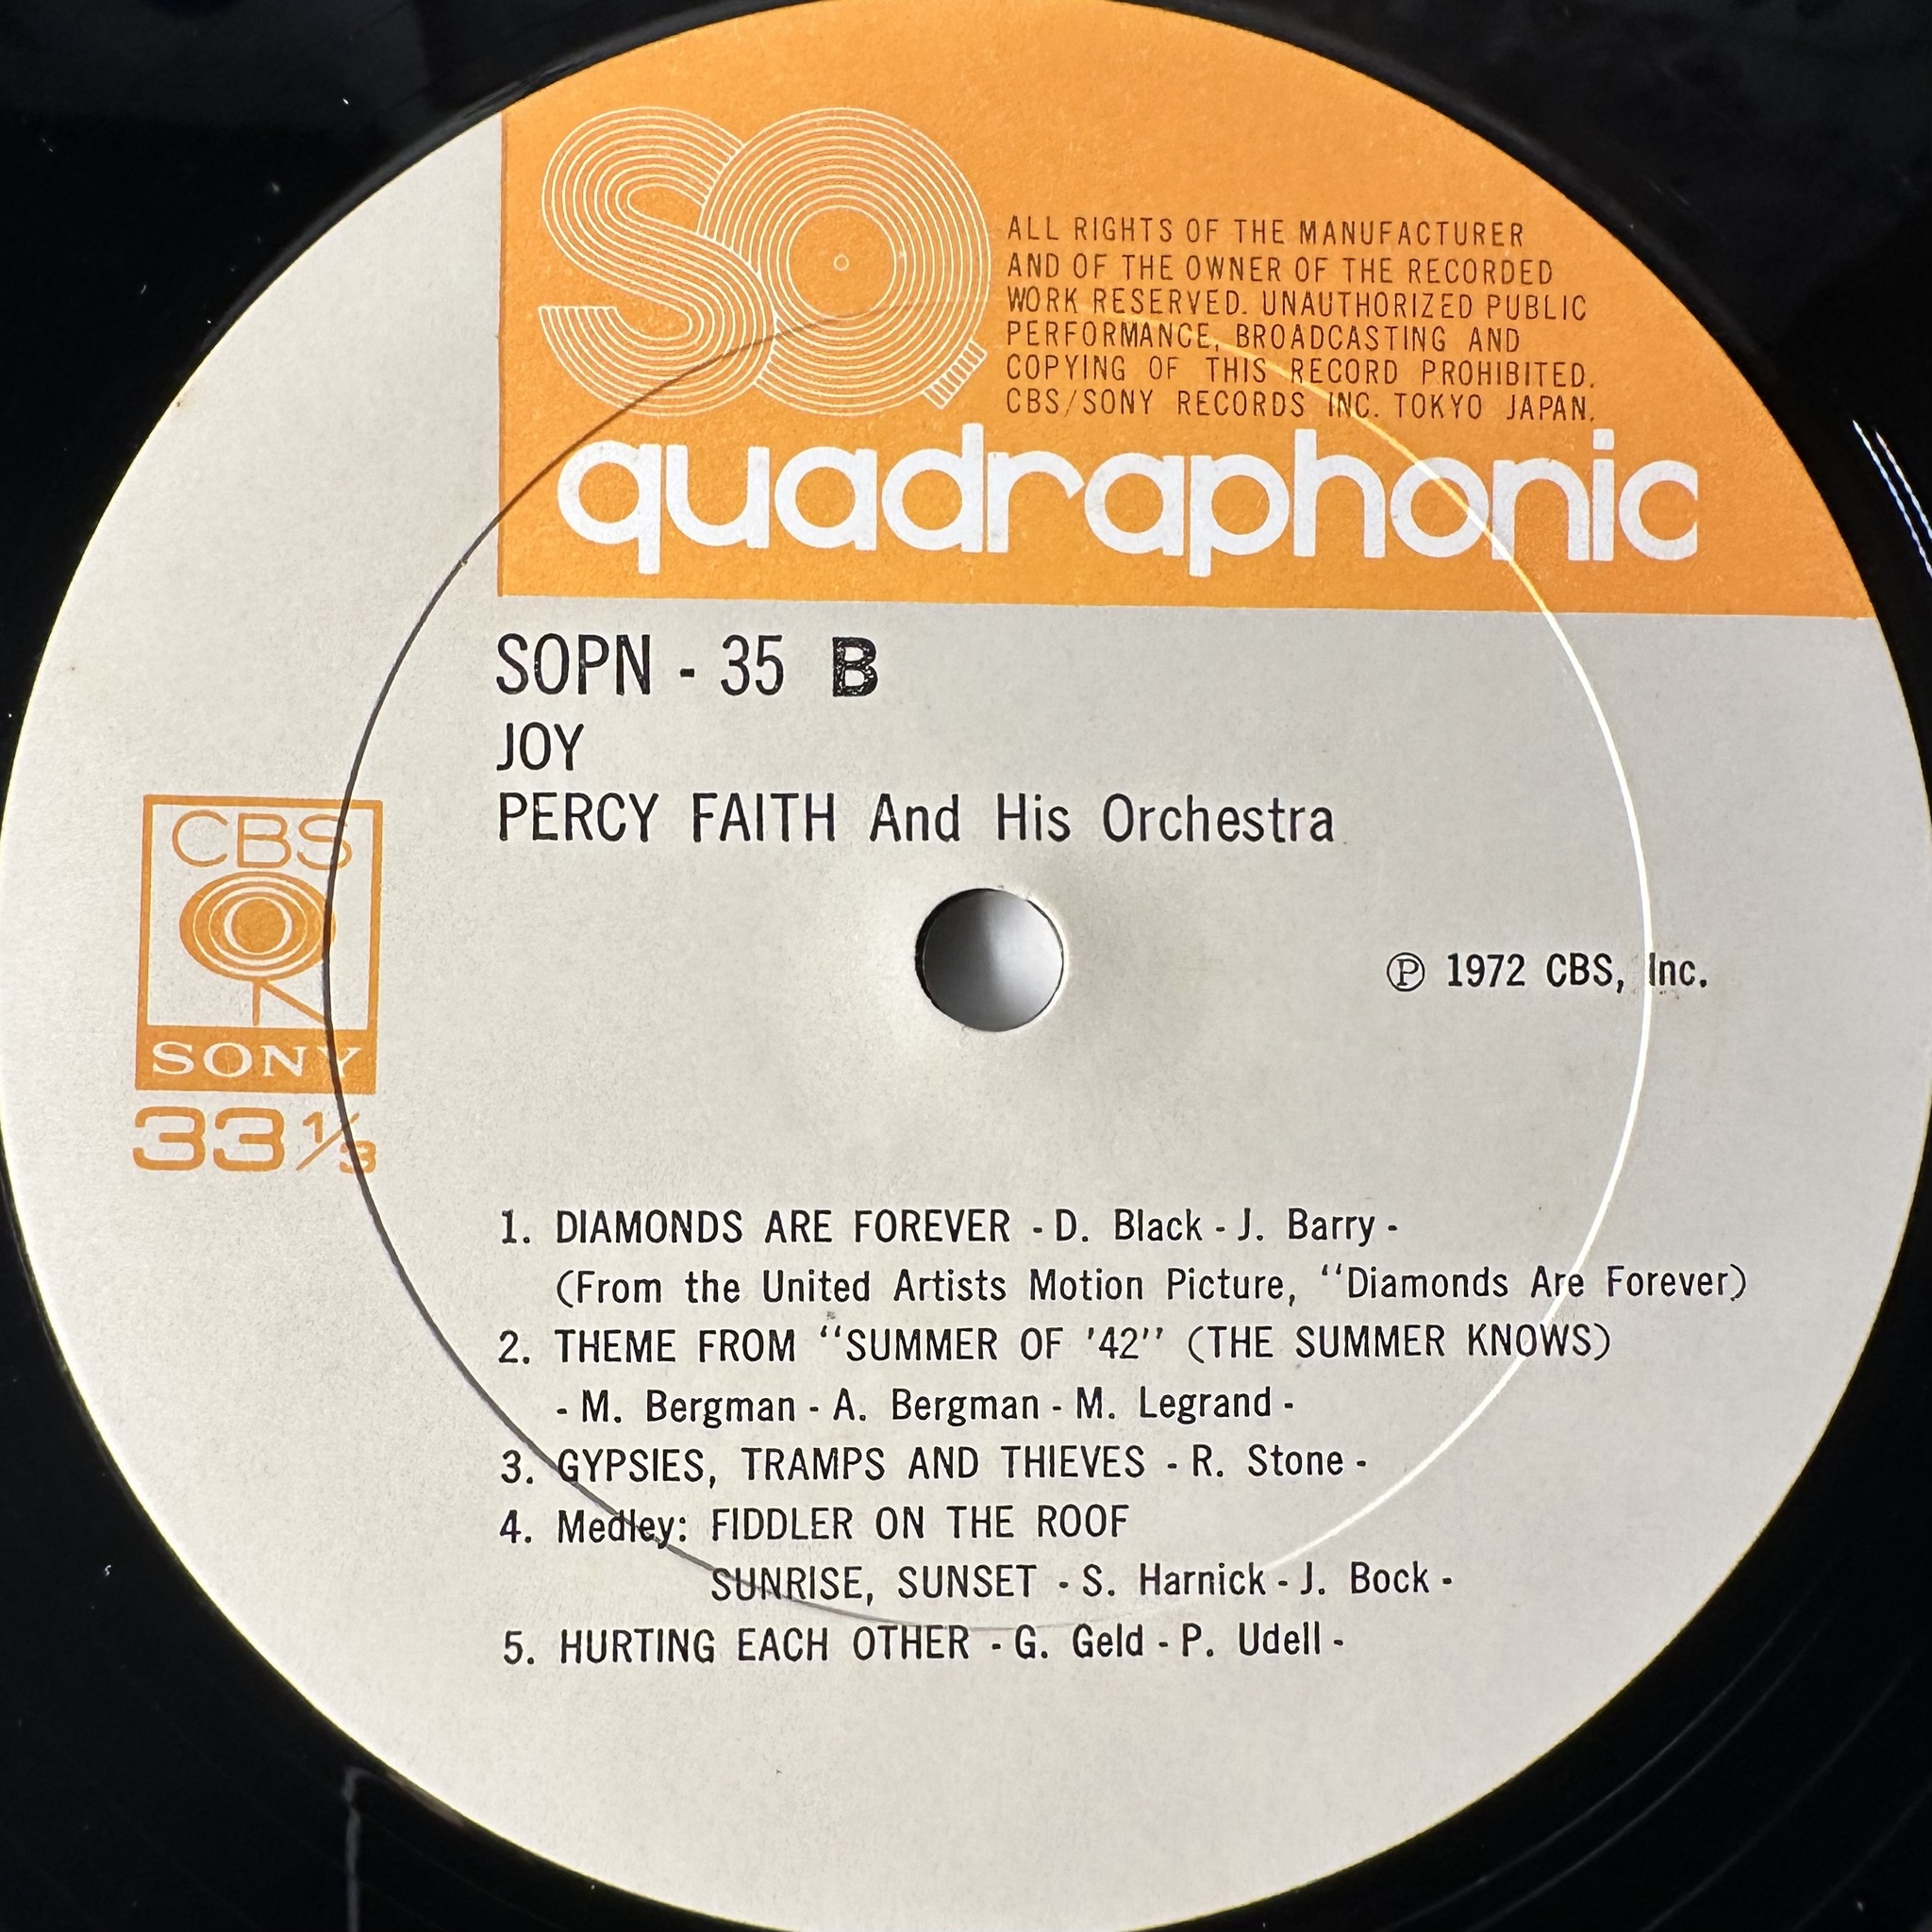 SQ
ALL RIGHTS OF THE MANUFACTURER
AND OF THE OWNER OF THE RECORDED
WORK RESERVED. UNAUTHORIZED PUBLIC
PERFORMANCE, BROADCASTING AND
COPYING OF THIS RECORD PROHIBITED.
CBS/SONY RECORDS INC. TOKYO JAPAN.
quadraphonic
SOPN - 35 B
JOY
PERCY FAITH And His Orchestra
CBS
SONY
33 1/3
℗ 1972 CBS, Inc.
1. DIAMONDS ARE FOREVER - D. Black - J. Barry -
(From the United Artists Motion Picture, ‘‘Diamonds Are Forever)
2. THEME FROM ‘‘SUMMER OF '42’’ (THE SUMMER KNOWS)
- M. Bergman - A. Bergman - M. Legrand -
3. GYPSIES, TRAMPS AND THIEVES - R. Stone -
4. Medley: FIDDLER ON THE ROOF
SUNRISE, SUNSET - S. Harnick - J. Bock -
5. HURTING EACH OTHER - G. Geld - P. Udell -